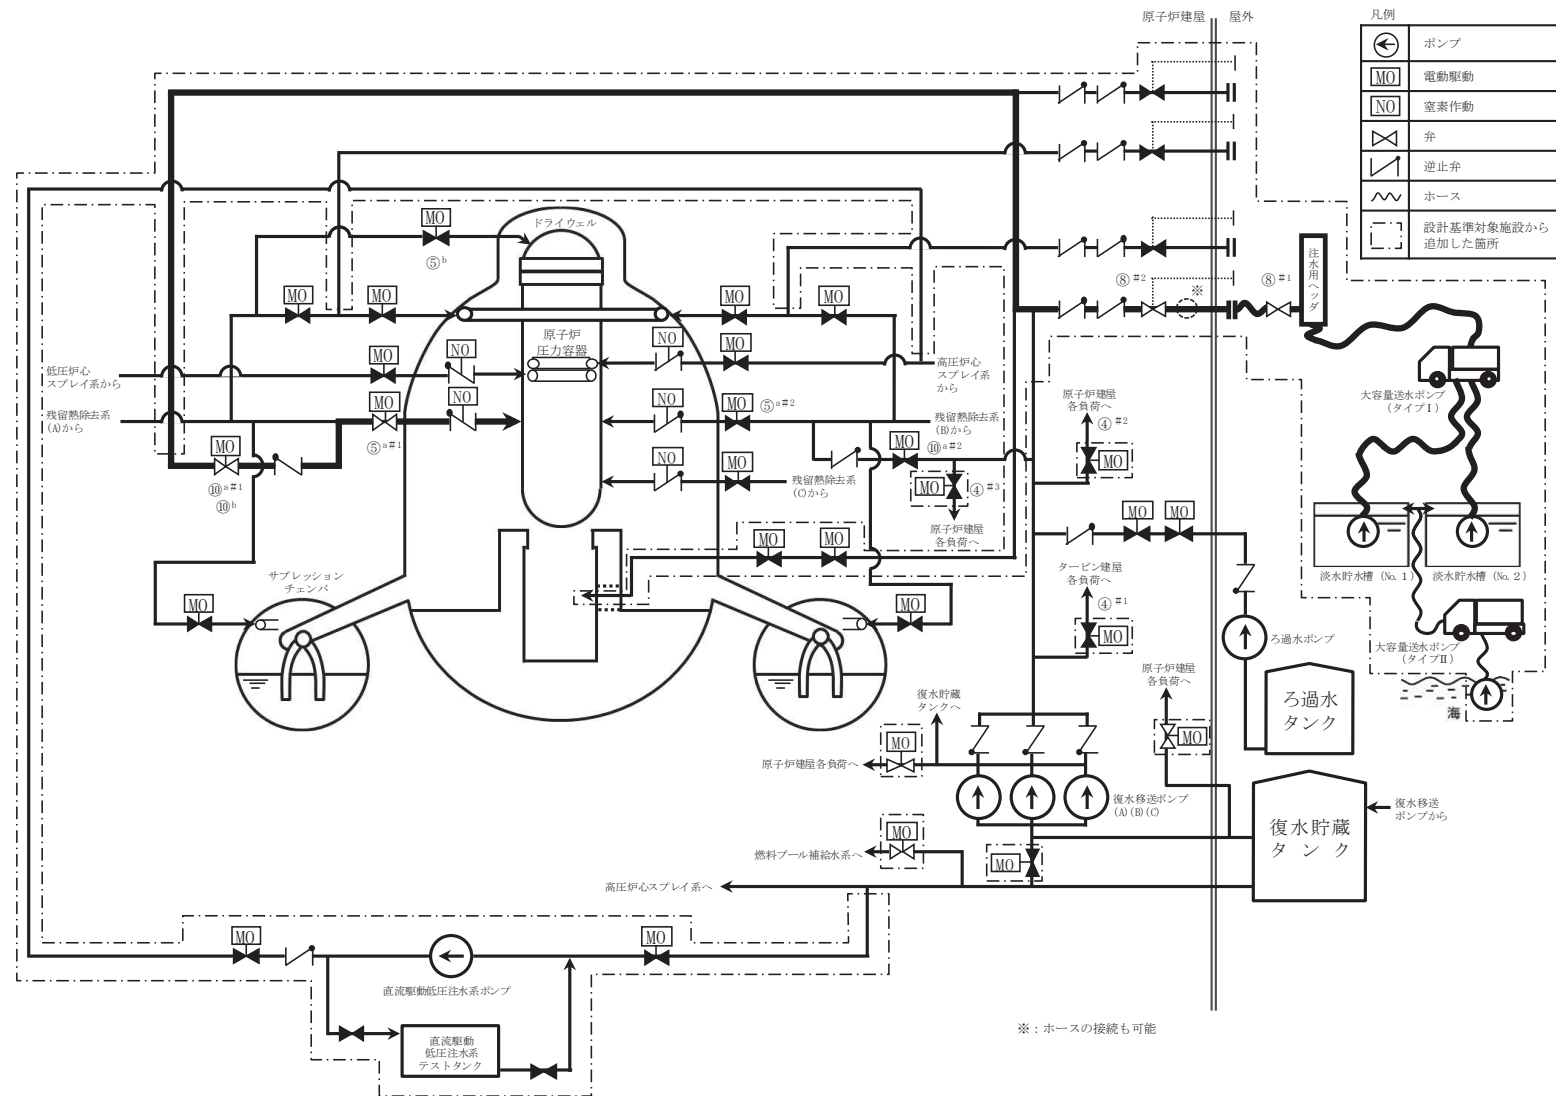 原子炉建屋
屋外
凡例
ポンプ
MO
電動駆動
NO
窒素作動
弁
逆止弁
ホース
設計基準対象施設から
追加した箇所
MO
⑤b
ドライウェル
MO
MO
MO
MO
⑧#2
※
⑧#1
注水用ヘッダ
原子炉
圧力容器
NO
MO
MO
NO
低圧炉心
スプレイ系から
高圧炉心
スプレイ系
から
MO
NO
残留熱除去系
(A)から
⑤a#1
NO
MO
⑤a#2
残留熱除去系
(B)から
MO
⑩a#1
⑩b
MO
⑩a#2
NO
MO
残留熱除去系
(C)から
MO
④#3
原子炉建屋
各負荷へ
原子炉建屋
各負荷へ
④#2
MO
大容量送水ポンプ
(タイプⅠ)
MO
MO
MO
MO
淡水貯水槽(No.1)
淡水貯水槽(No.2)
サプレッション
チェンバ
MO
MO
タービン建屋
各負荷へ
④#1
MO
ろ過水ポンプ
大容量送水ポンプ
(タイプⅡ)
海
原子炉建屋
各負荷へ
MO
ろ過水
タンク
復水貯蔵
タンクへ
MO
原子炉建屋各負荷へ
復水移送ポンプ
(A)(B)(C)
復水貯蔵
タンク
復水移送
ポンプから
MO
燃料プール補給水系へ
MO
高圧炉心スプレイ系へ
MO
MO
直流駆動低圧注水系ポンプ
直流駆動
低圧注水系
テストタンク
※：ホースの接続も可能